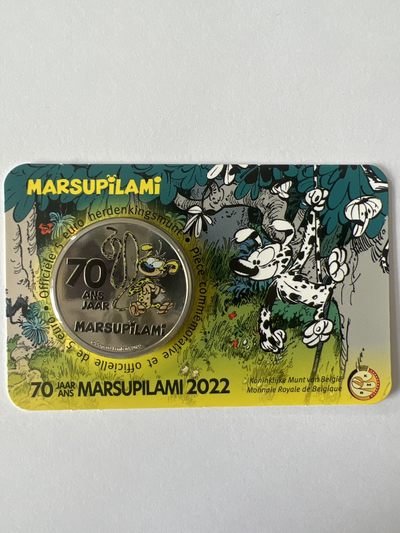 MARSUPILAMI
Officiële 5 euro herdenkingsmunt • Pièce commémorative et officielle de 5 euro •
70
ANS
JAAR
MARSUPILAMI
70 JAAR ANS MARSUPILAMI 2022
Koninklijke Munt van België
Monnaie Royale de Belgique